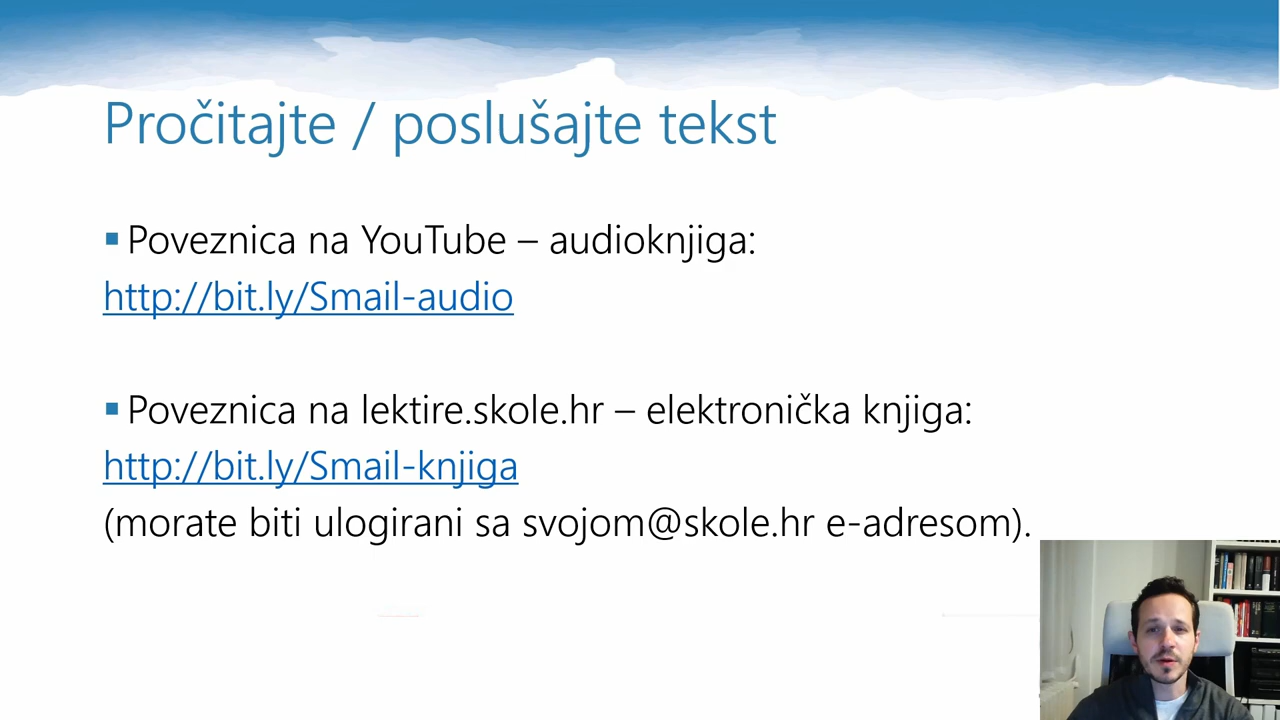 Pročitajte / poslušajte tekst
Poveznica na YouTube – audioknjiga:
http://bit.ly/Smail-audio
Poveznica na lektire.skole.hr – elektronička knjiga:
http://bit.ly/Smail-knjiga
(morate biti ulogirani sa svojom@skole.hr e-adresom).